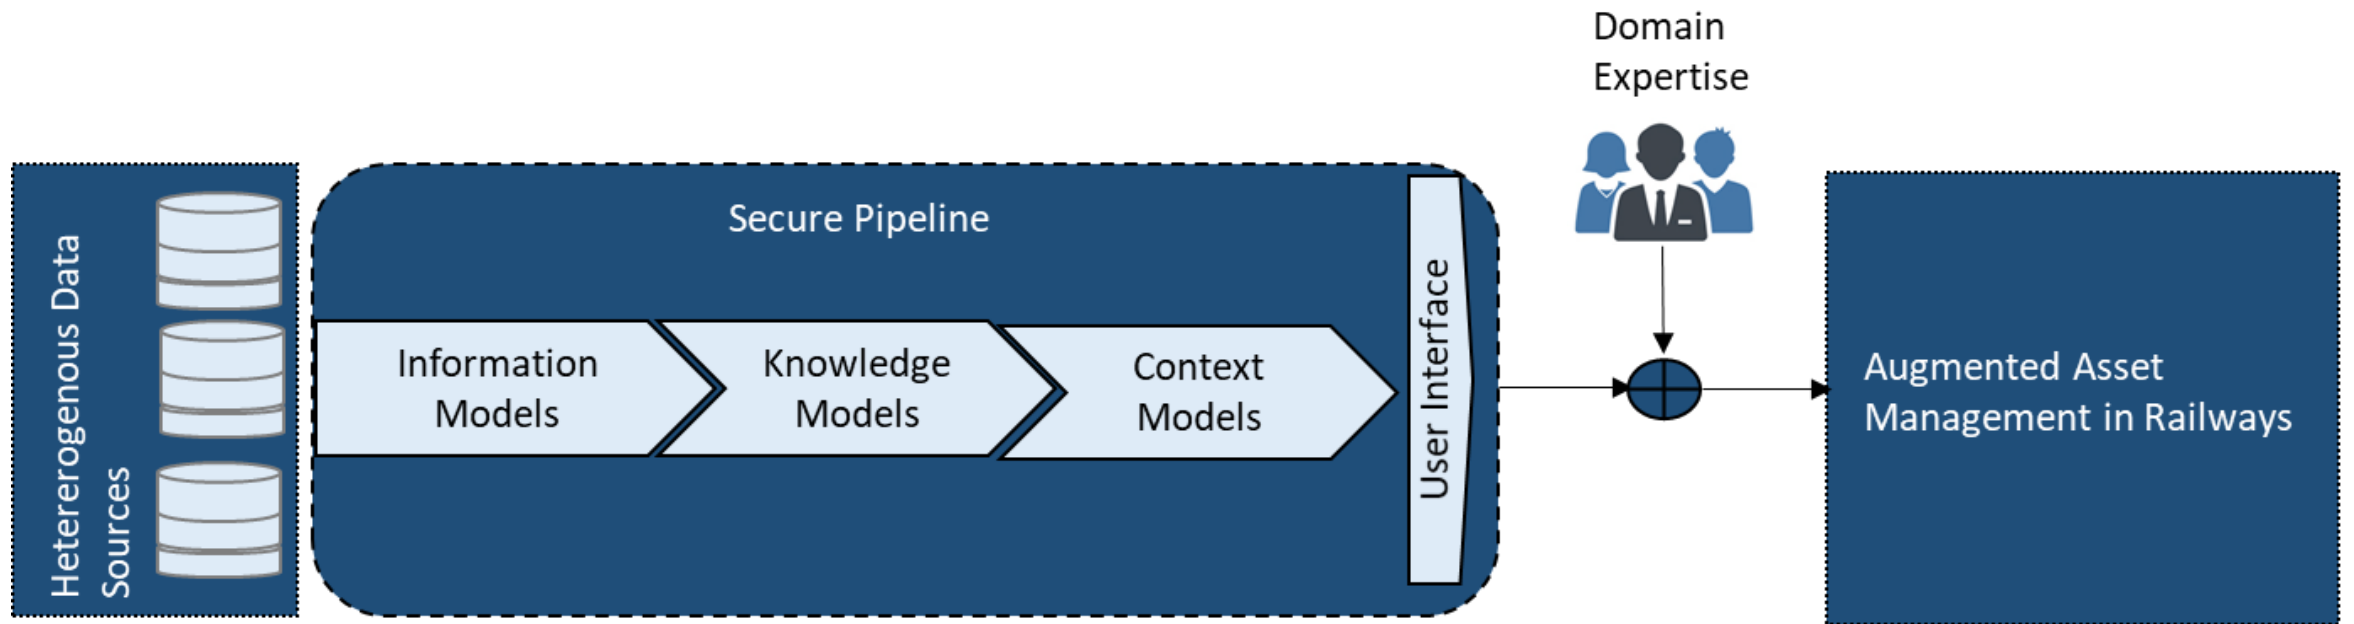 Hetererogenous Data
Sources
Secure Pipeline
Information
Models
Knowledge
Models
Context
Models
User Interface
Domain
Expertise
Augmented Asset
Management in Railways